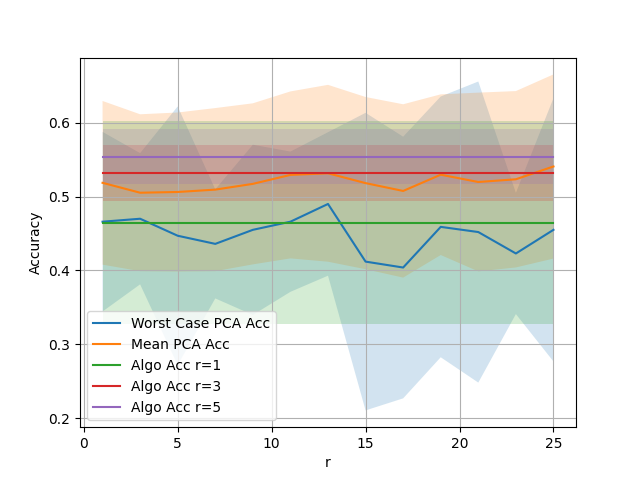 0.6
0.5
0.4
0.3
0.2
Accuracy
Worst Case PCA Acc
Mean PCA Acc
Algo Acc r=1
Algo Acc r=3
Algo Acc r=5
0 5 10 15 20 25
r